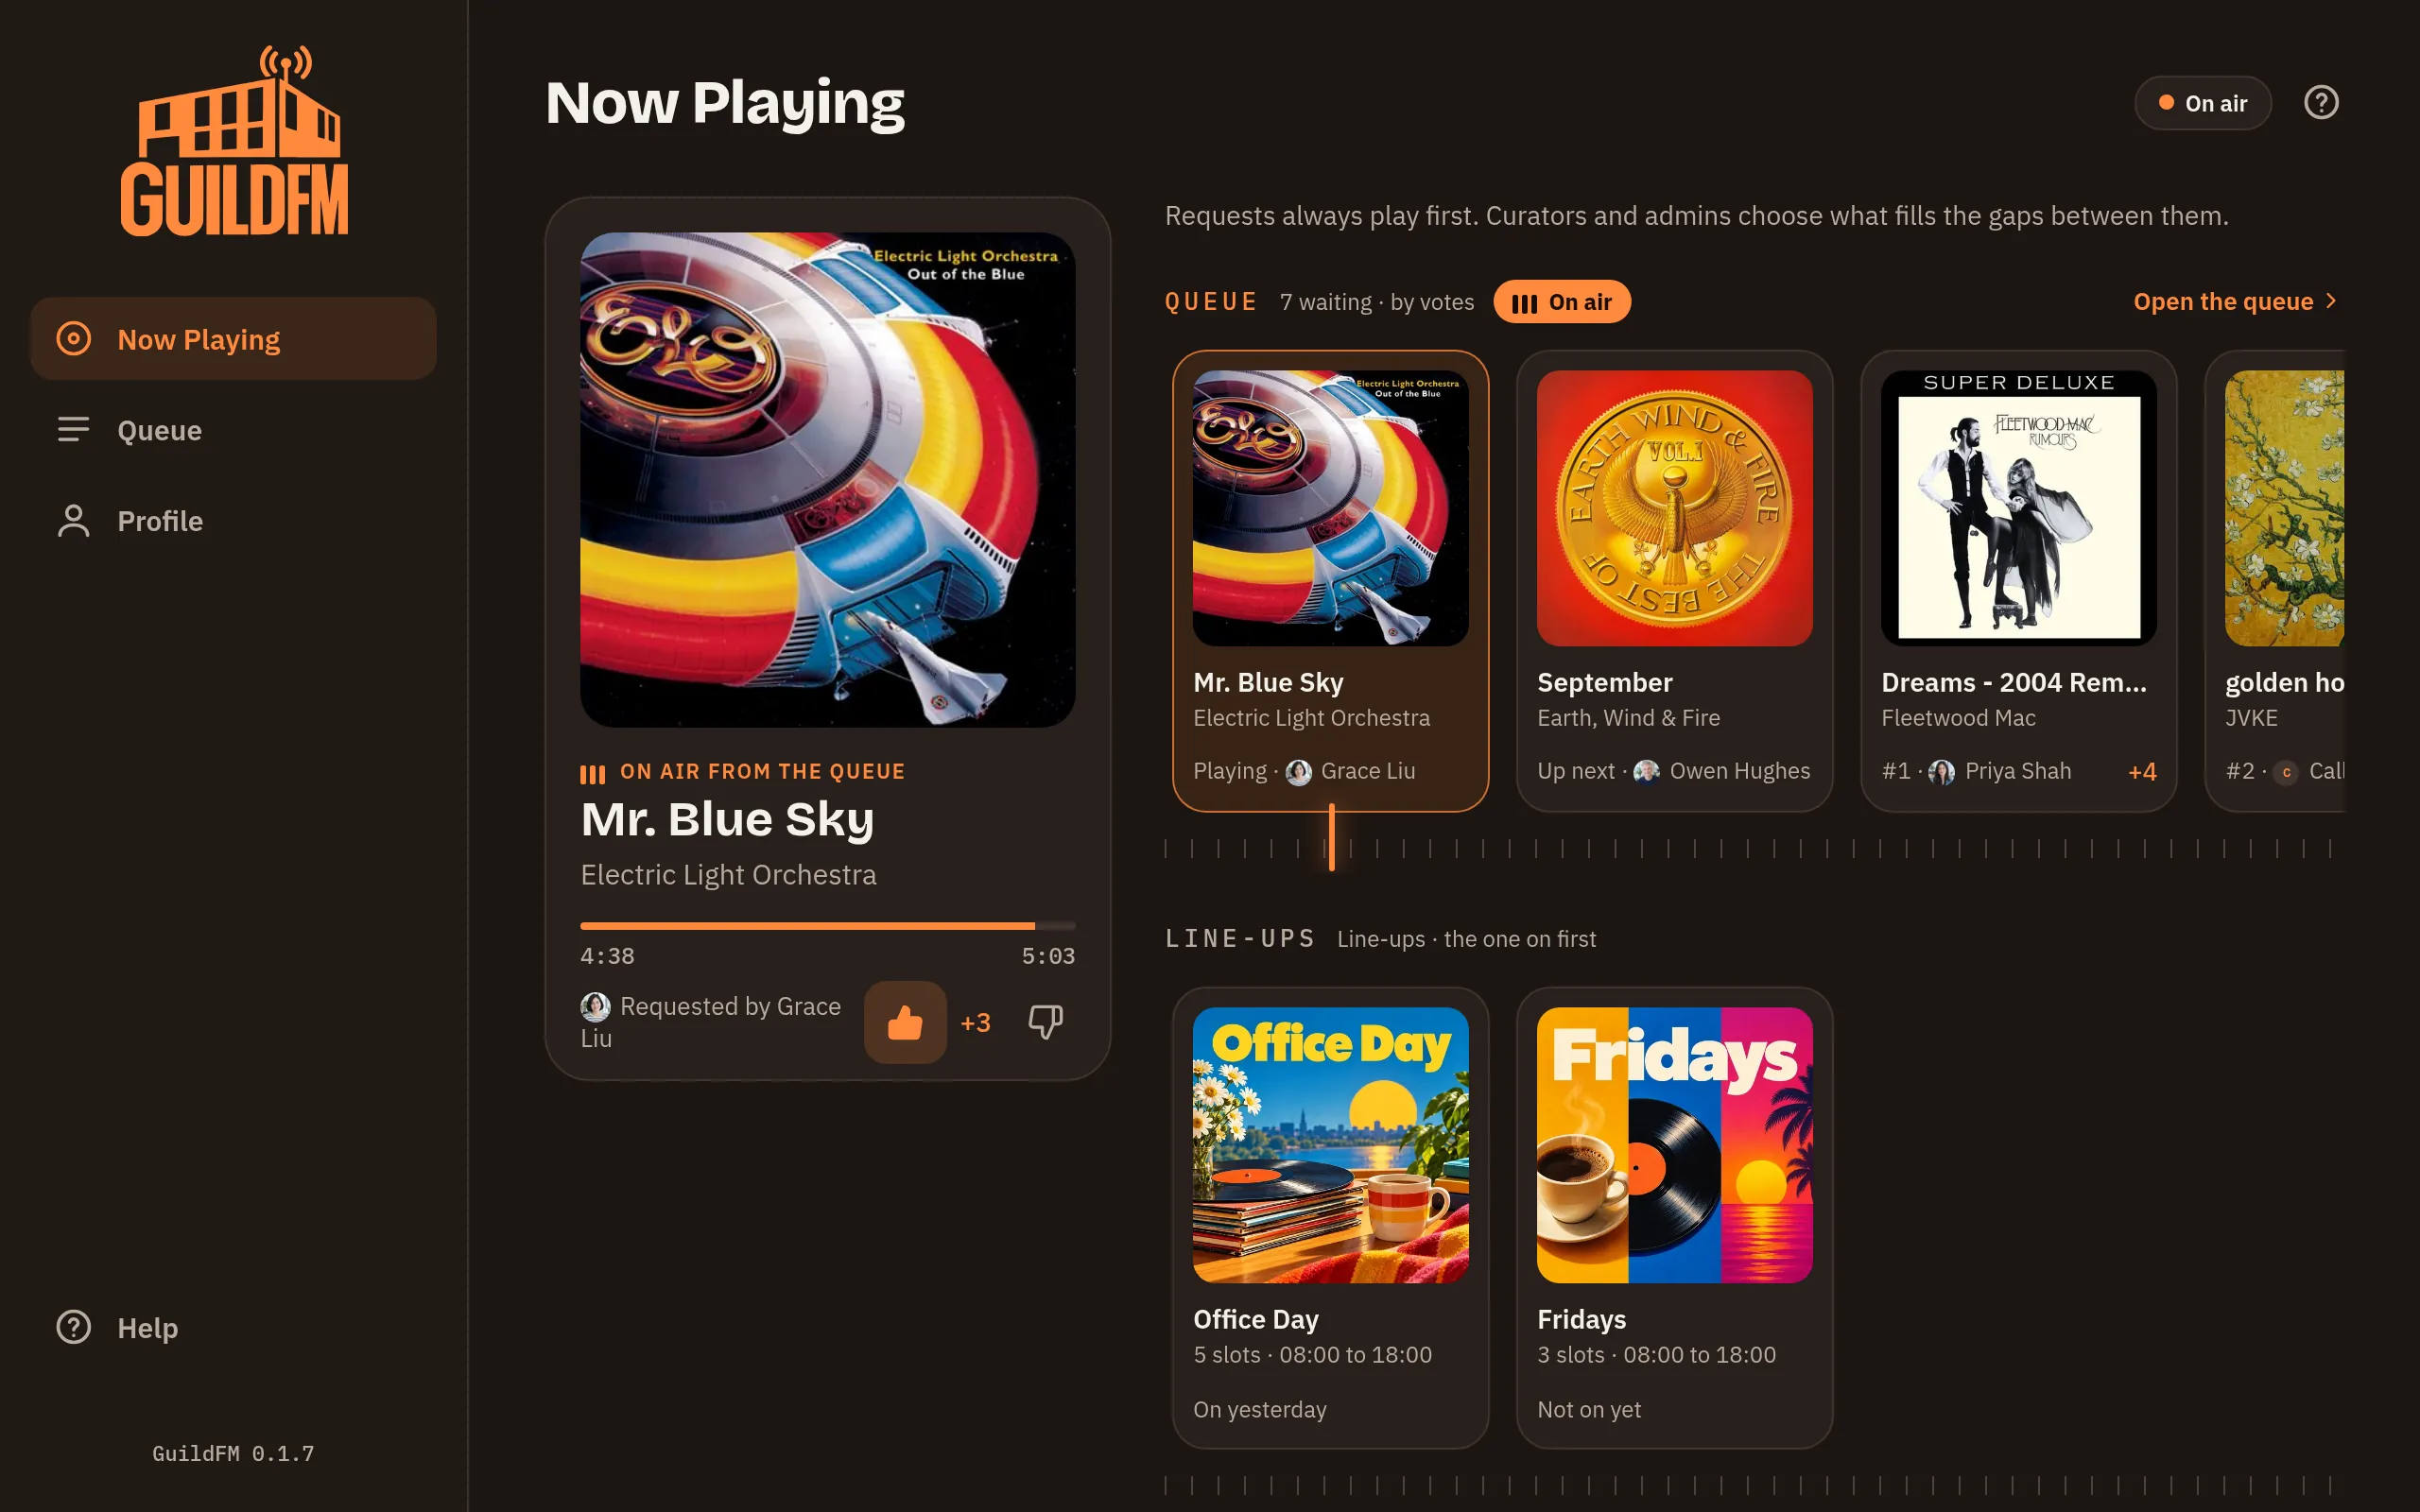 GUILDFM
Now Playing
Queue
Profile
Help
GuildFM 0.1.7
Now Playing
On air
Electric Light Orchestra
Out of the Blue
ELO
ON AIR FROM THE QUEUE
Mr. Blue Sky
Electric Light Orchestra
4:38
5:03
Requested by Grace
Liu
+3
Requests always play first. Curators and admins choose what fills the gaps between them.
QUEUE 7 waiting · by votes On air
Open the queue
Electric Light Orchestra
Out of the Blue
ELO
Mr. Blue Sky
Electric Light Orchestra
Playing · Grace Liu
EARTH WIND & FIRE
VOL.1
THE BEST OF
September
Earth, Wind & Fire
Up next · Owen Hughes
SUPER DELUXE
FLEETWOOD MAC
RUMOURS
Dreams - 2004 Rem...
Fleetwood Mac
#1 · Priya Shah +4
golden ho
JVKE
#2 · C Call
LINE-UPS Line-ups · the one on first
Office Day
Office Day
5 slots · 08:00 to 18:00
On yesterday
Fridays
Fridays
3 slots · 08:00 to 18:00
Not on yet